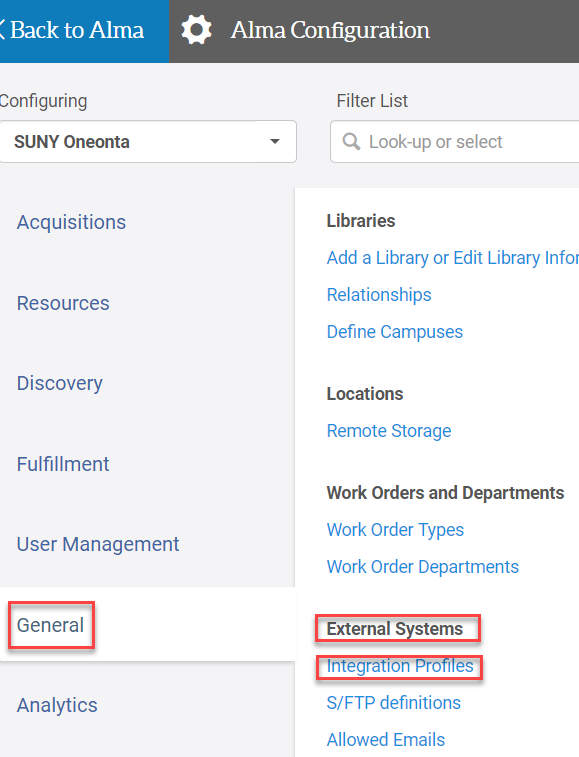 Back to Alma
Alma Configuration
Configuring
Filter List
SUNY Oneonta
Look-up or select
Acquisitions
Resources
Discovery
Fulfillment
User Management
General
Analytics
Libraries
Add a Library or Edit Library Infor
Relationships
Define Campuses
Locations
Remote Storage
Work Orders and Departments
Work Order Types
Work Order Departments
External Systems
Integration Profiles
S/FTP definitions
Allowed Emails